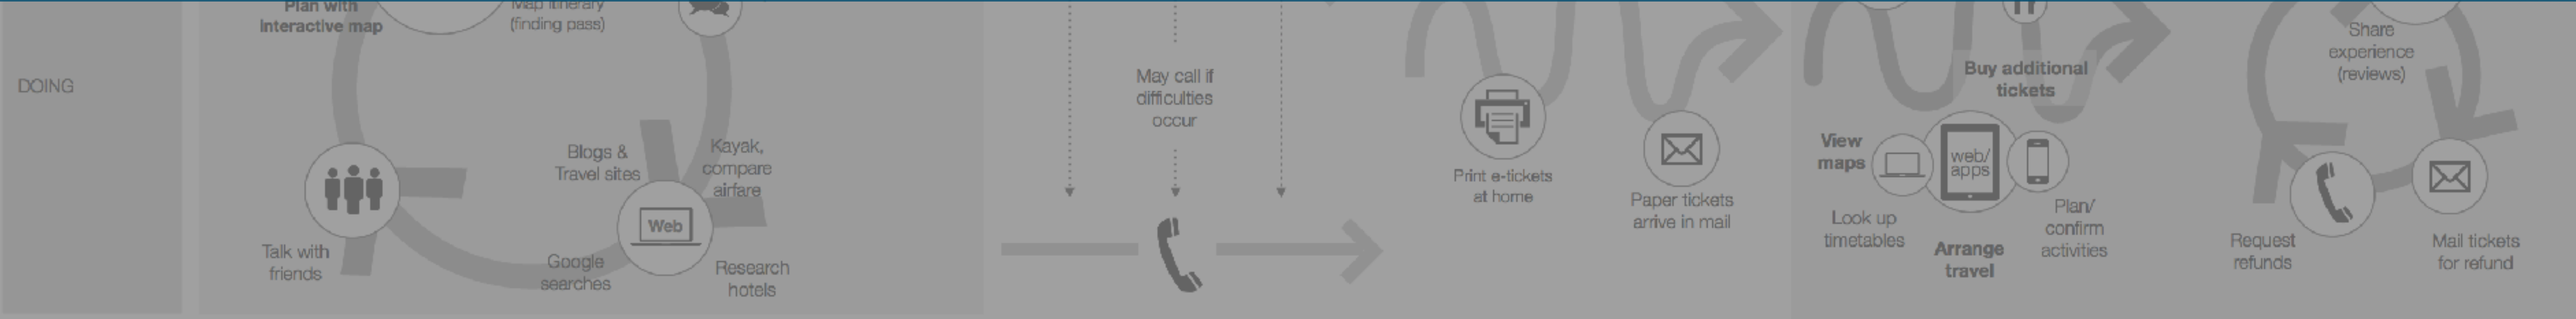 DOING
Plan with
interactive map
Map itinerary
(finding pass)
Talk with
friends
Blogs &
Travel sites
Kayak,
compare
airfare
Web
Google
searches
Research
hotels
May call if
difficulties
occur
Print e-tickets
at home
Paper tickets
arrive in mail
Buy additional
tickets
View
maps
web/
apps
Look up
timetables
Arrange
travel
Plan/
confirm
activities
Share
experience
(reviews)
Request
refunds
Mail tickets
for refund